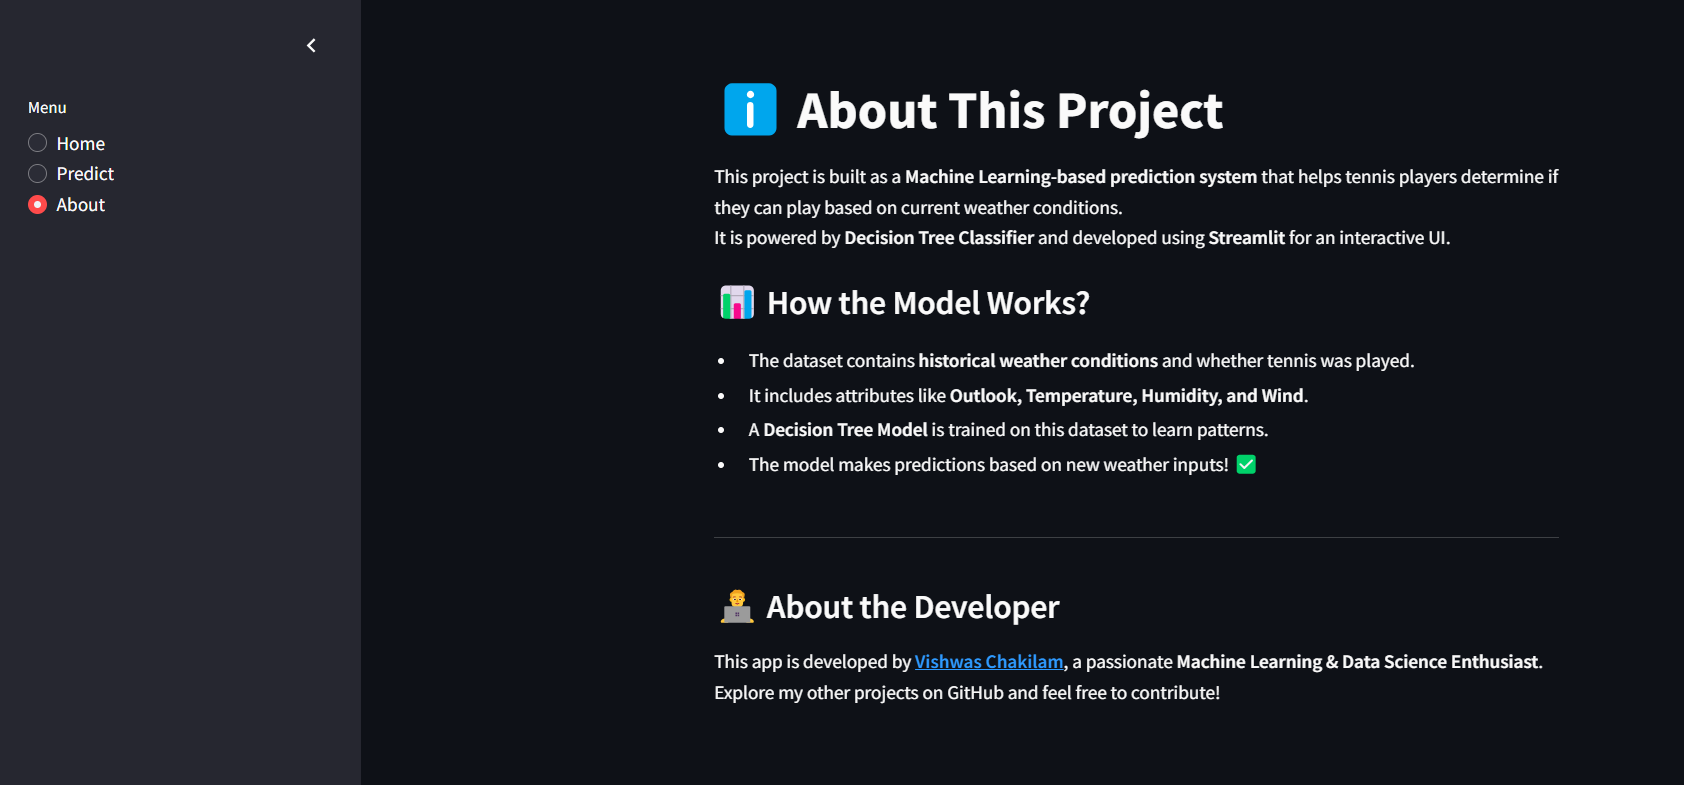 Menu
Home
Predict
About
ℹ️ About This Project
This project is built as a Machine Learning-based prediction system that helps tennis players determine if
they can play based on current weather conditions.
It is powered by Decision Tree Classifier and developed using Streamlit for an interactive UI.
📊 How the Model Works?
• The dataset contains historical weather conditions and whether tennis was played.
• It includes attributes like Outlook, Temperature, Humidity, and Wind.
• A Decision Tree Model is trained on this dataset to learn patterns.
• The model makes predictions based on new weather inputs! ✅
👨‍💻 About the Developer
This app is developed by Vishwas Chakilam, a passionate Machine Learning & Data Science Enthusiast.
Explore my other projects on GitHub and feel free to contribute!